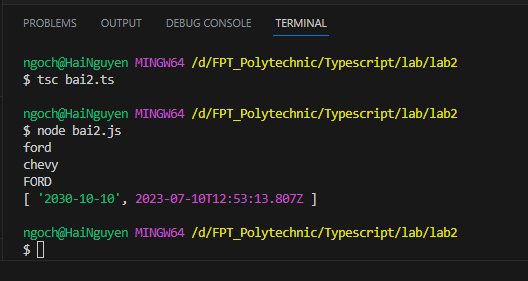 PROBLEMS OUTPUT DEBUG CONSOLE TERMINAL
ngoch@HaiNguyen MINGW64 /d/FPT_Polytechnic/Typescript/lab/lab2
$ tsc bai2.ts
ngoch@HaiNguyen MINGW64 /d/FPT_Polytechnic/Typescript/lab/lab2
$ node bai2.js
ford
chevy
FORD
[ '2030-10-10', 2023-07-10T12:53:13.807Z ]
ngoch@HaiNguyen MINGW64 /d/FPT_Polytechnic/Typescript/lab/lab2
$